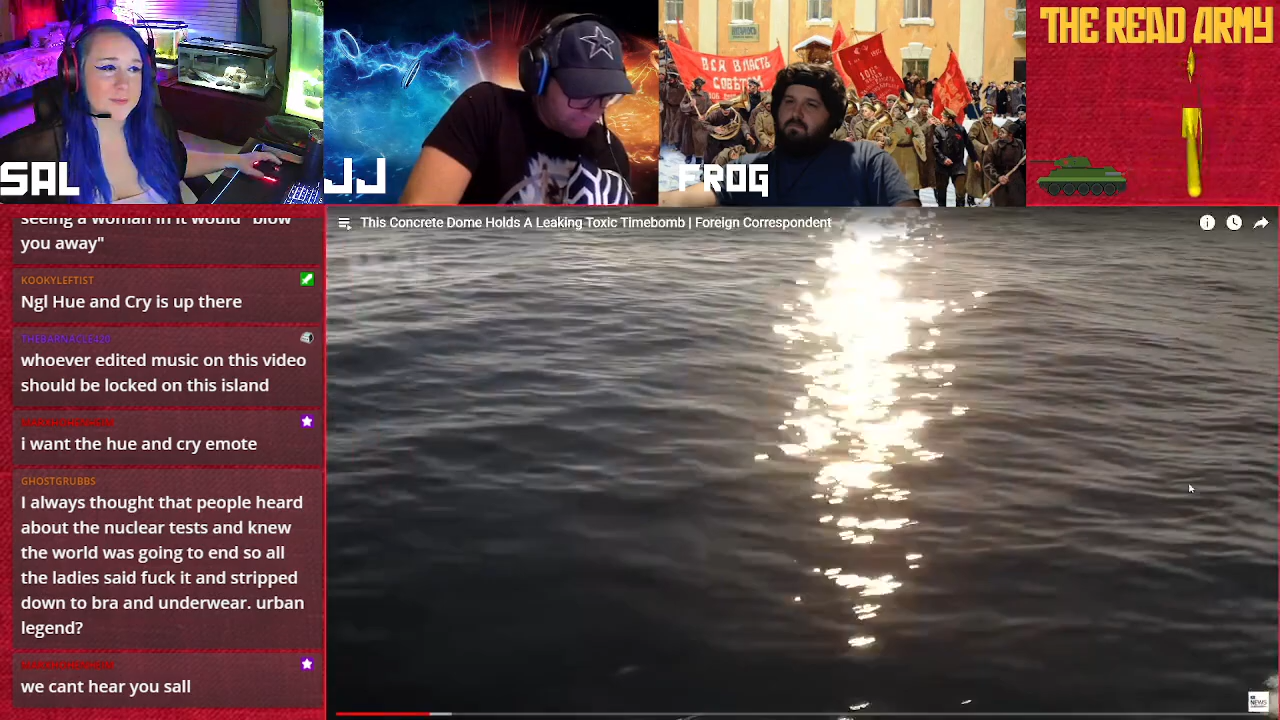 THE READ ARMY
ВСЯ ВЛАСТЬ
СОВѢТАМ
SAL
JJ
FROG
seeing a woman in it would "blow
you away"
KOOKYLEFTIST
Ngl Hue and Cry is up there
THEBARNACLE420
whoever edited music on this video
should be locked on this island
i want the hue and cry emote
GHOSTGRUBBS
I always thought that people heard
about the nuclear tests and knew
the world was going to end so all
the ladies said fuck it and stripped
down to bra and underwear. urban
legend?
we cant hear you sall
This Concrete Dome Holds A Leaking Toxic Timebomb | Foreign Correspondent
NEWS